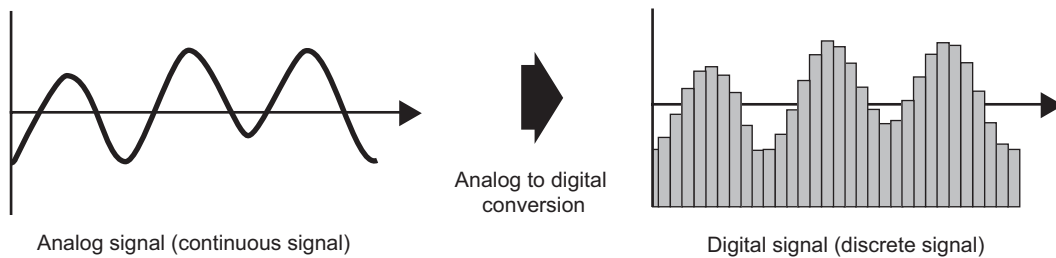 Analog to digital
conversion
Analog signal (continuous signal)
Digital signal (discrete signal)